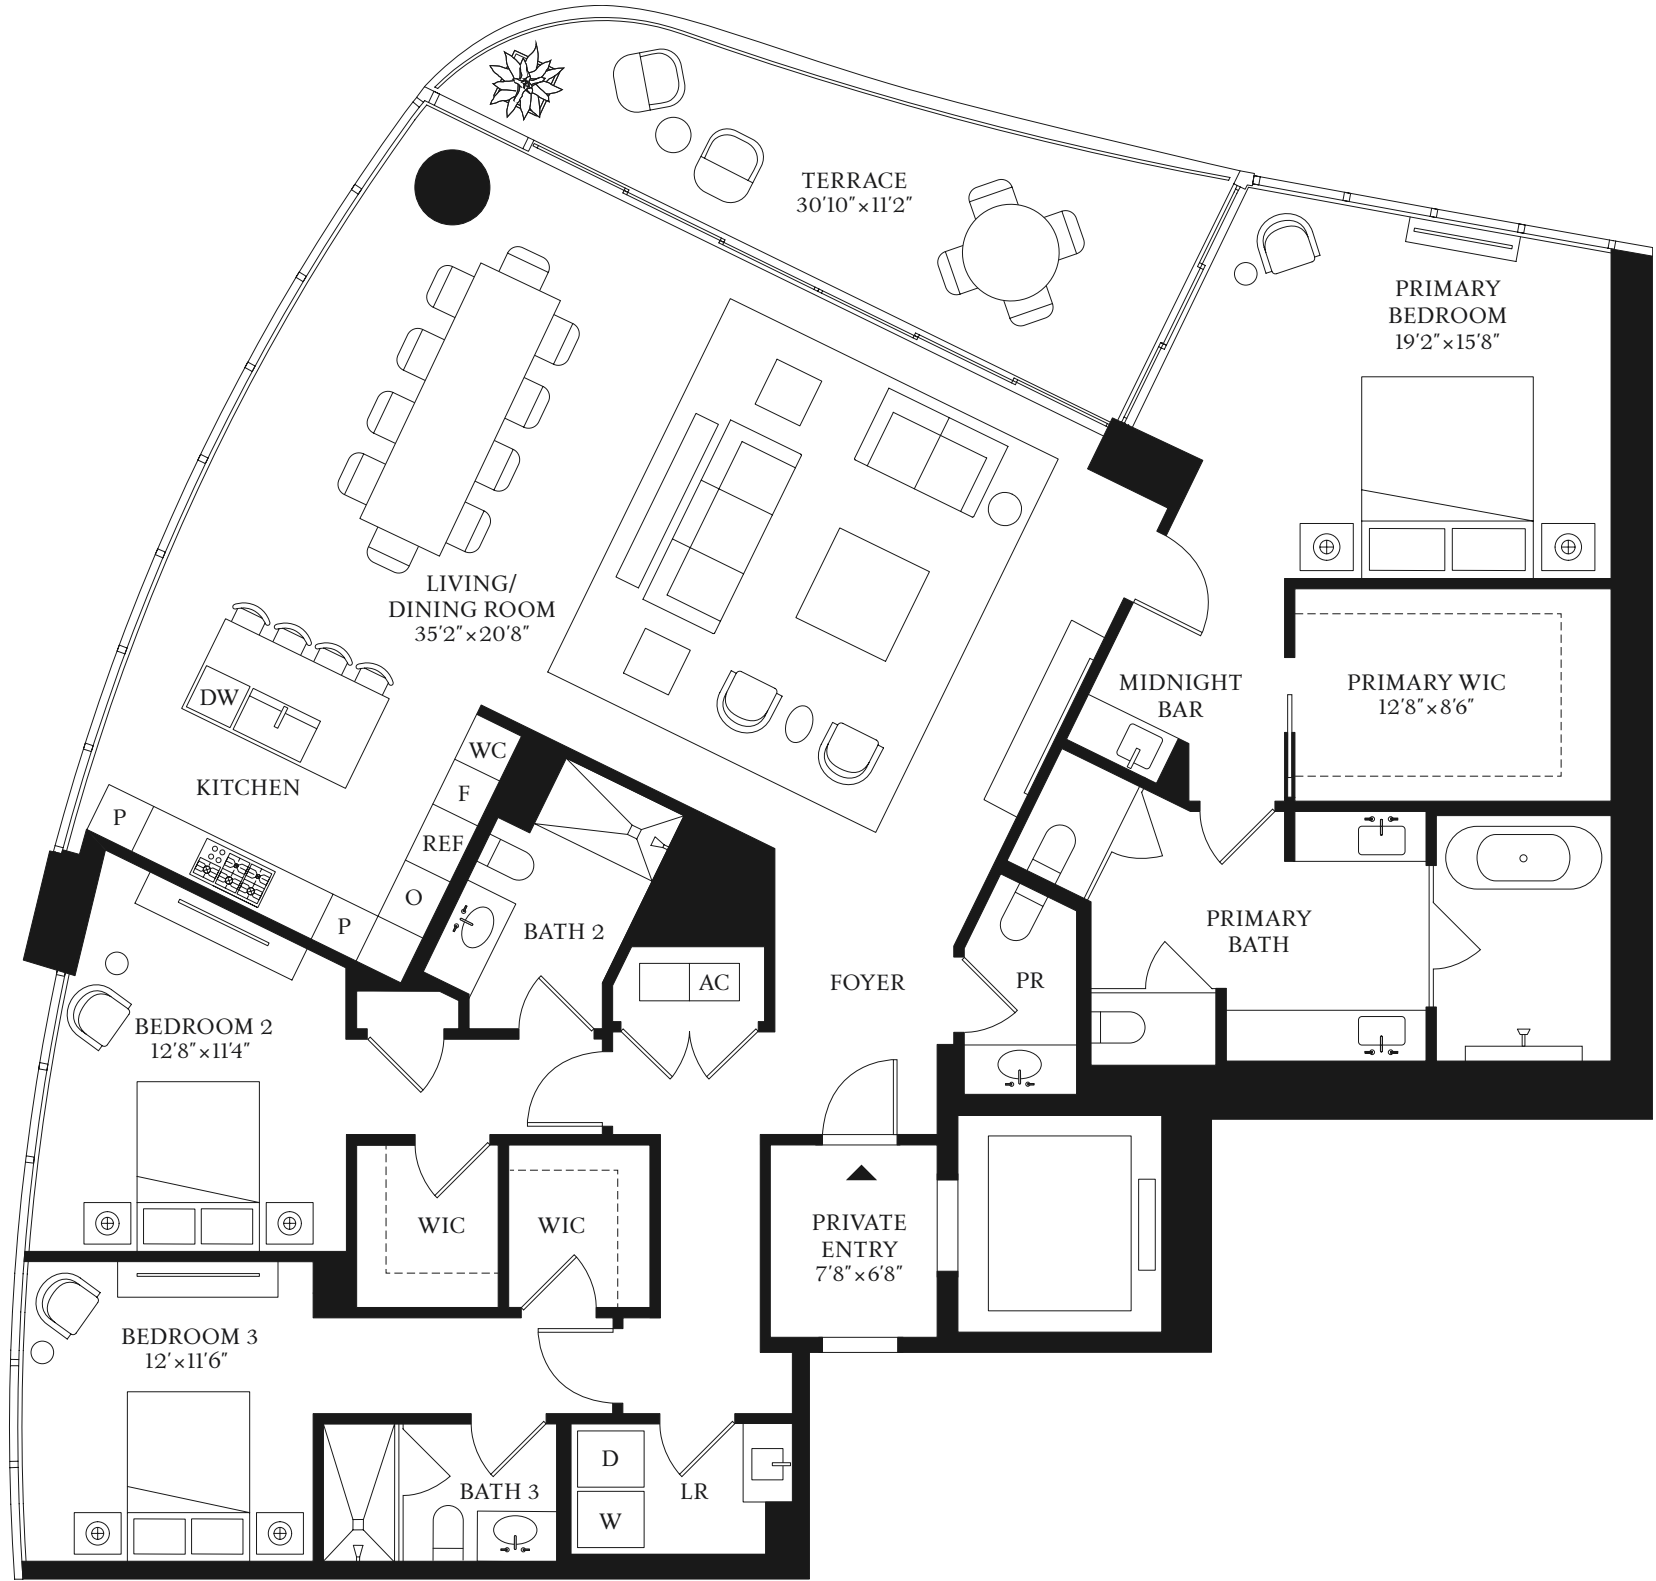 TERRACE
30'10"×11'2"
PRIMARY
BEDROOM
19'2"×15'8"
LIVING/
DINING ROOM
35'2"×20'8"
DW
KITCHEN
P
WC
F
REF
O
P
MIDNIGHT
BAR
PRIMARY WIC
12'8"×8'6"
BATH 2
AC
FOYER
PR
PRIMARY
BATH
BEDROOM 2
12'8"×11'4"
WIC
WIC
PRIVATE
ENTRY
7'8"×6'8"
BEDROOM 3
12'×11'6"
BATH 3
D
W
LR